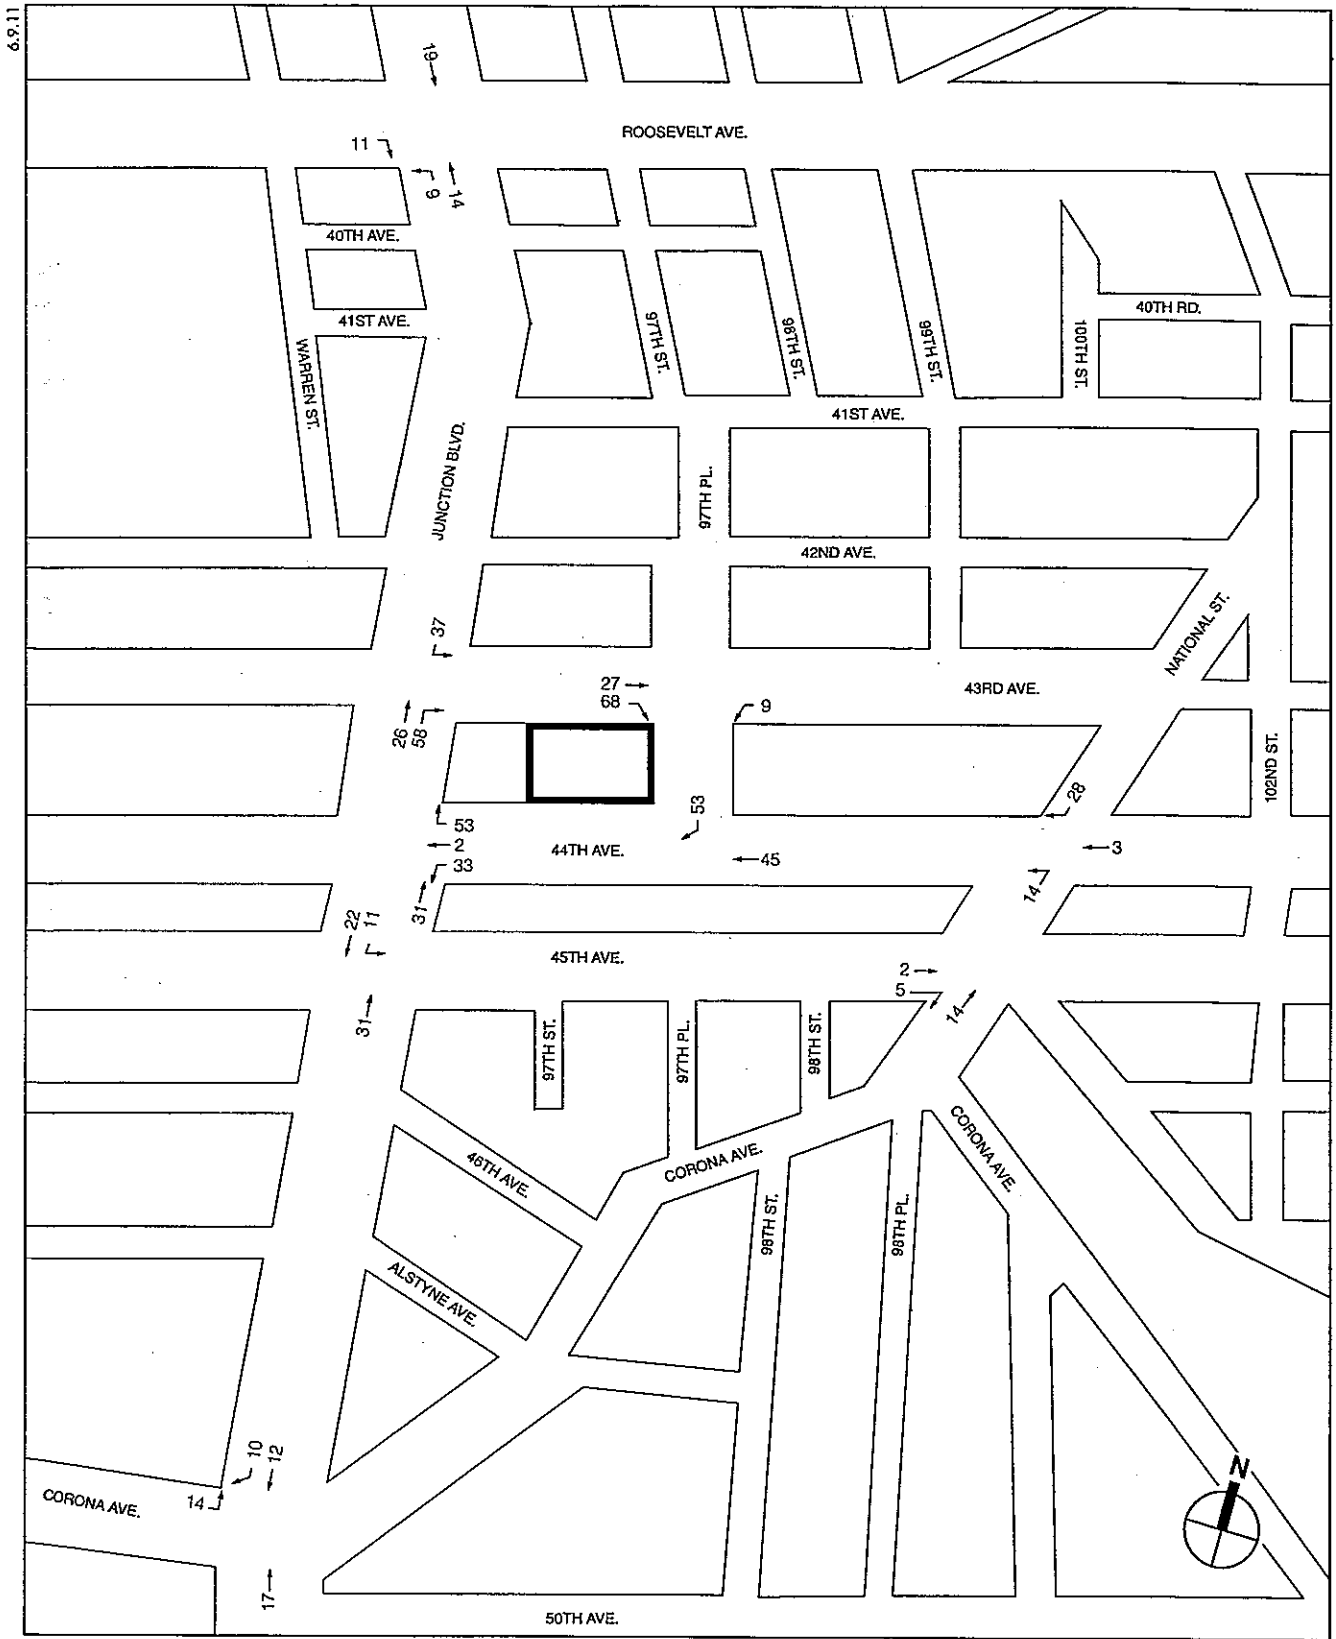 6.9.11
19
ROOSEVELT AVE.
11
9
14
40TH AVE.
41ST AVE.
WARREN ST.
JUNCTION BLVD.
97TH ST.
98TH ST.
99TH ST.
100TH ST.
40TH RD.
41ST AVE.
97TH PL.
42ND AVE.
NATIONAL ST.
37
27
68
43RD AVE.
9
26
58
102ND ST.
28
53
53
2
44TH AVE.
45
3
33
31
14
22
11
45TH AVE.
2
5
14
31
97TH ST.
97TH PL.
98TH ST.
CORONA AVE.
CORONA AVE.
46TH AVE.
98TH ST.
98TH PL.
ALSTYNE AVE.
10
12
14
CORONA AVE.
N
17
50TH AVE.